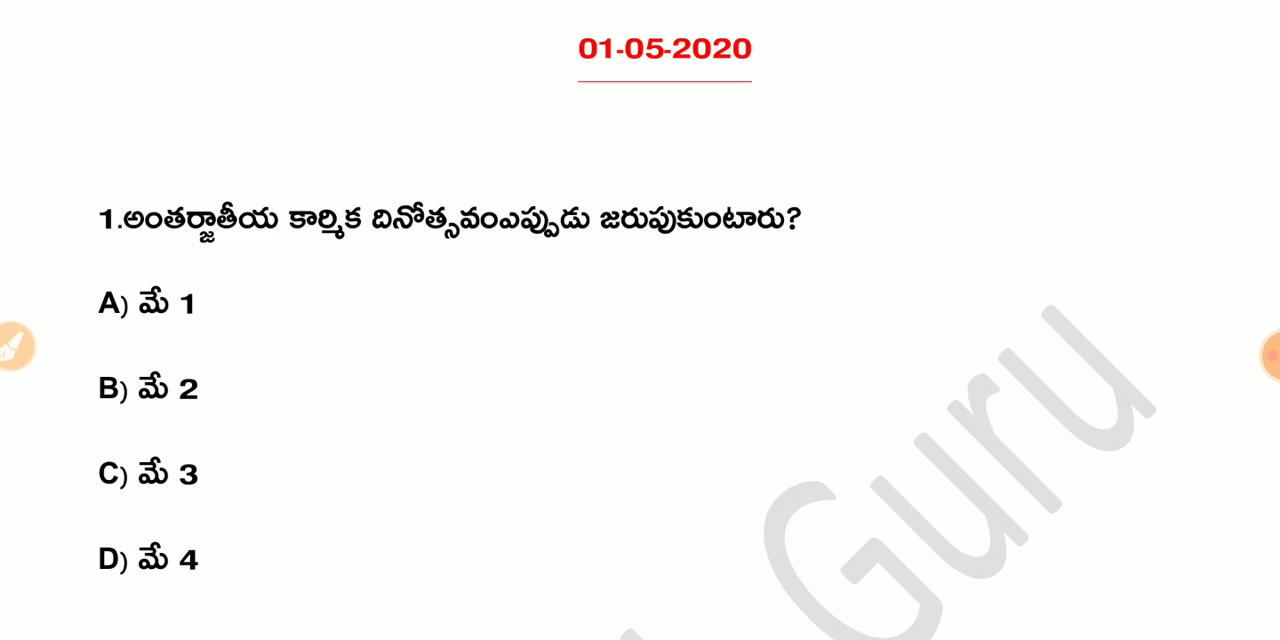 01-05-2020
1.అంతర్జాతీయ కార్మిక దినోత్సవంఎప్పుడు జరుపుకుంటారు?
A) మే 1
B) మే 2
C) మే 3
D) మే 4
Guru